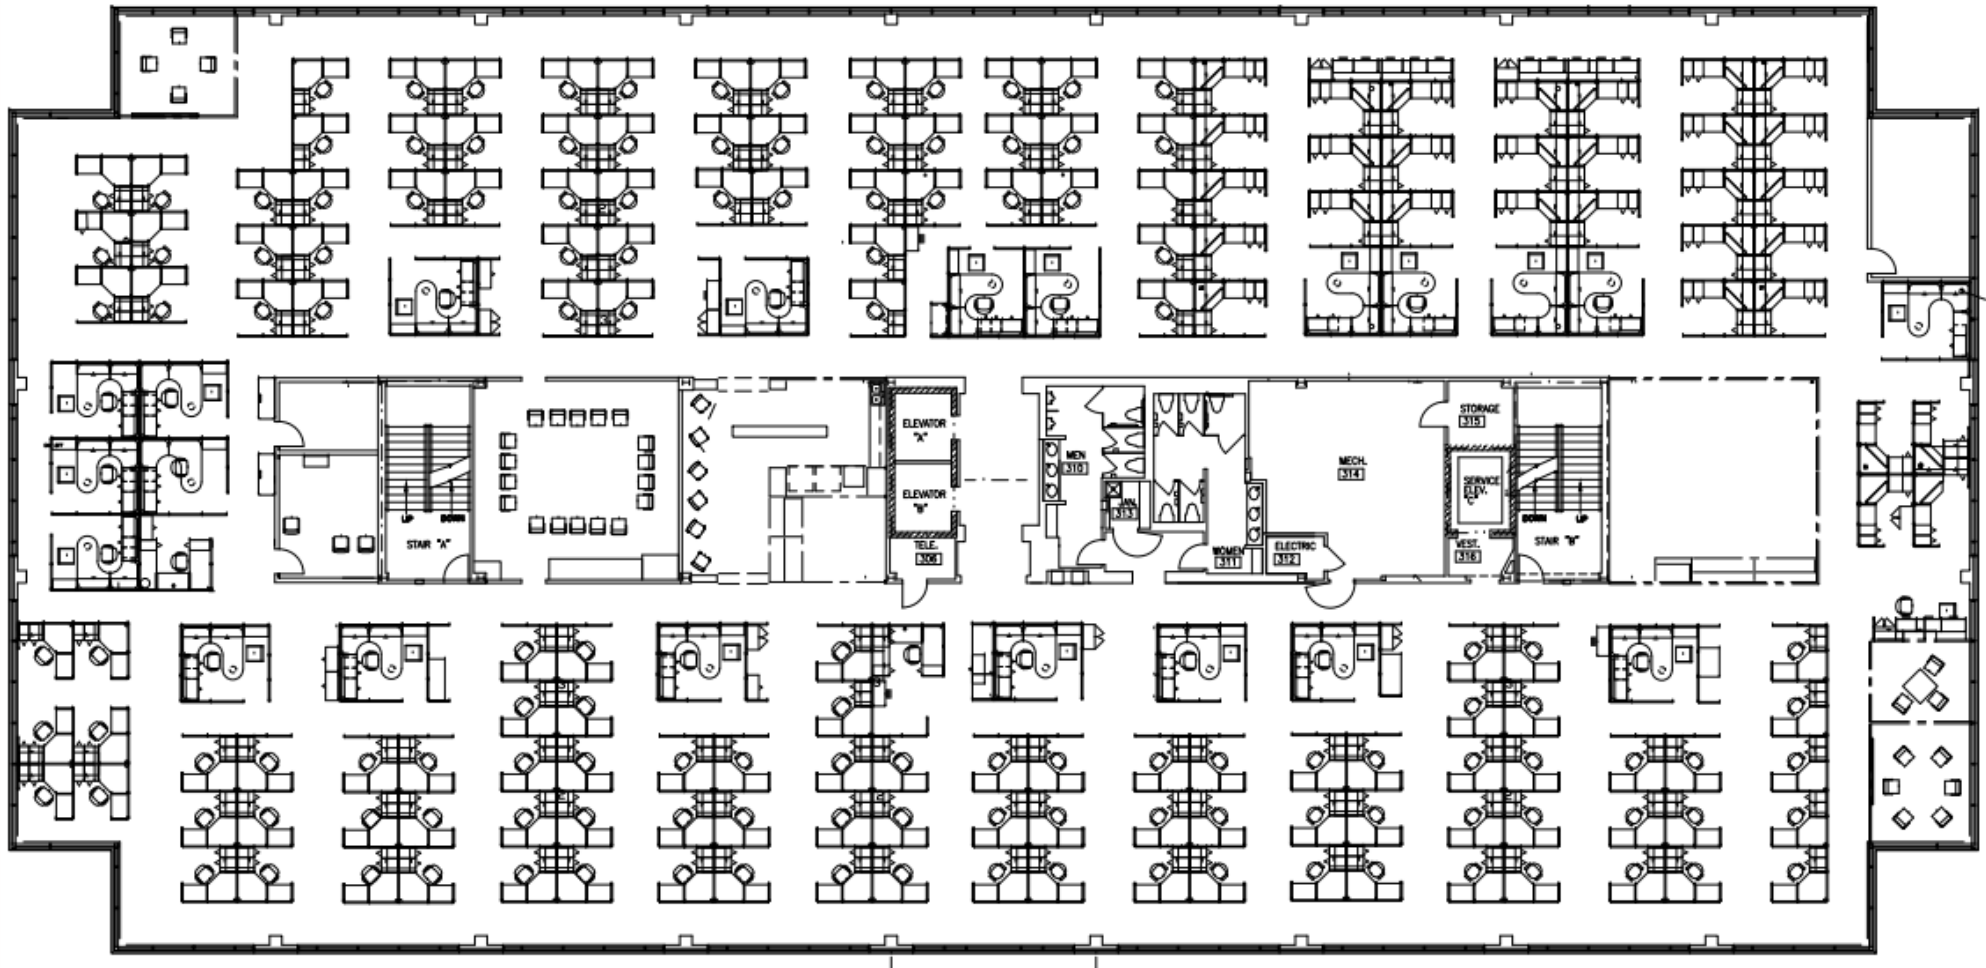 ELEVATOR
"A"
ELEVATOR
"B"
TELE.
306
MEN
310
JAN.
313
WOMEN
311
ELECTRIC
312
MECH.
314
STORAGE
315
SERVICE
ELEV.
"C"
VEST.
316
UP
DOWN
STAIR "A"
DOWN
UP
STAIR "B"